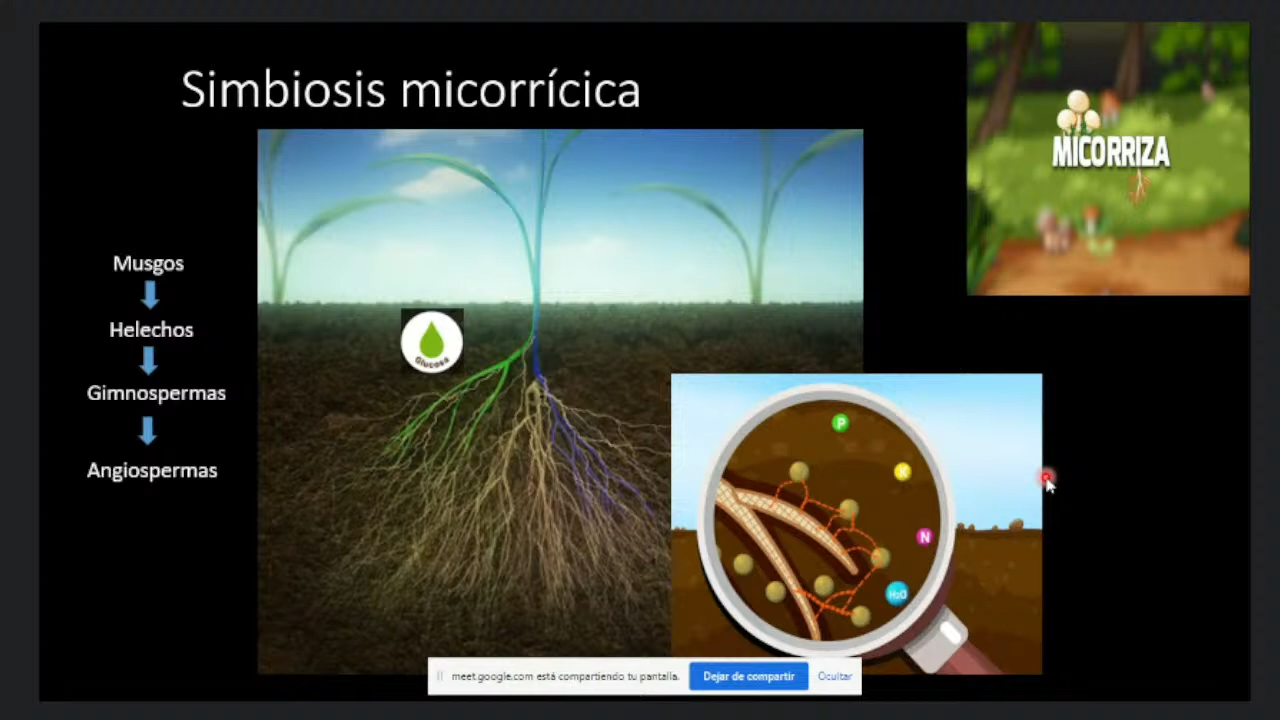 Simbiosis micorrícica
MICORRIZA
Musgos
Helechos
Gimnospermas
Angiospermas
Glucosa
P
K
N
H₂O
meet.google.com está compartiendo tu pantalla.
Dejar de compartir
Ocultar